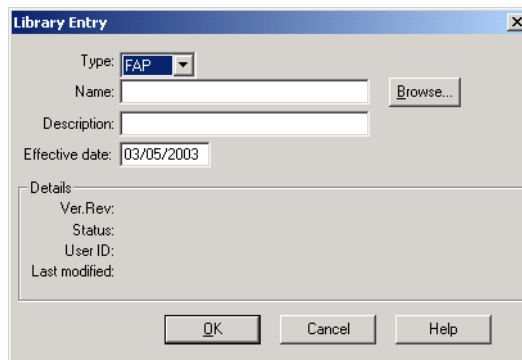 Library Entry
Type: FAP
Name: Browse...
Description:
Effective date: 03/05/2003
Details
Ver.Rev:
Status:
User ID:
Last modified:
OK Cancel Help